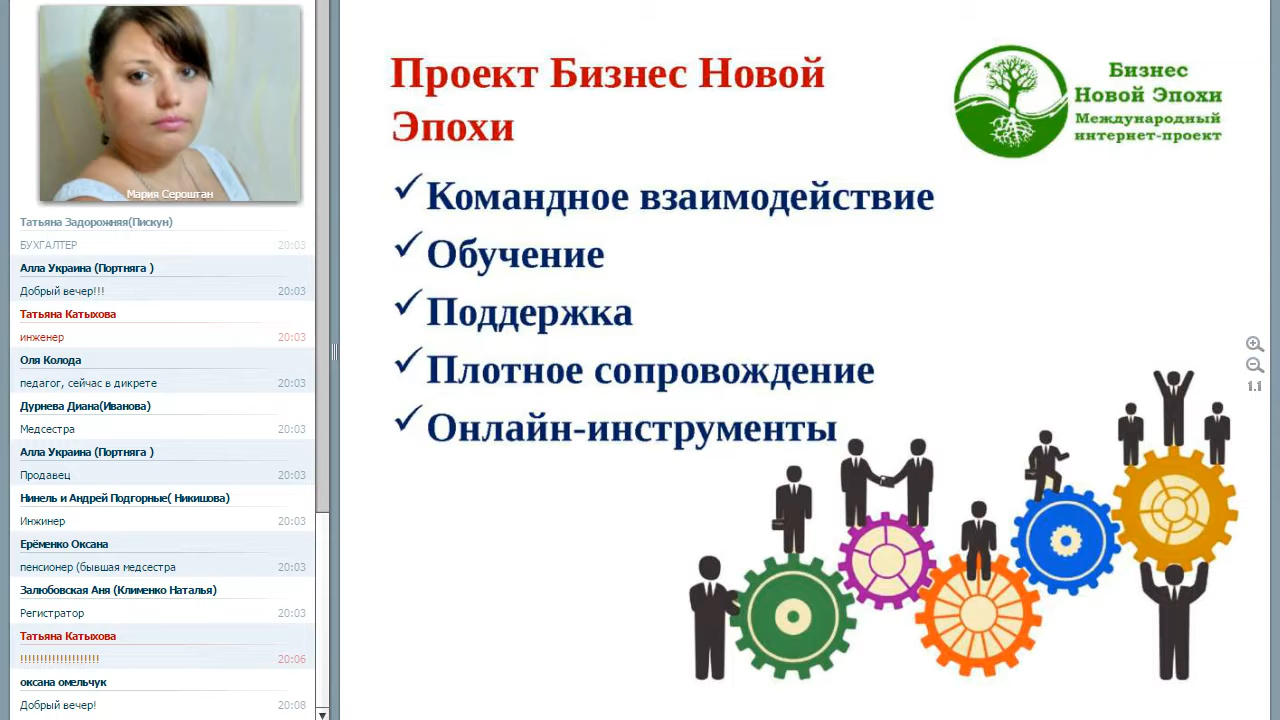 Мария Сероштан
Татьяна Задорожняя(Пискун)
БУХГАЛТЕР 20:03
Алла Украина (Портняга )
Добрый вечер!!! 20:03
Татьяна Катыхова
инженер 20:03
Оля Колода
педагог, сейчас в дикрете 20:03
Дурнева Диана(Иванова)
Медсестра 20:03
Алла Украина (Портняга )
Продавец 20:03
Нинель и Андрей Подгорные( Никишова)
Инжинер 20:03
Ерёменко Оксана
пенсионер (бывшая медсестра 20:03
Залюбовская Аня (Клименко Наталья)
Регистратор 20:03
Татьяна Катыхова
!!!!!!!!!!!!!!!!!!!! 20:06
оксана омельчук
Добрый вечер! 20:08
Проект Бизнес Новой
Эпохи
Бизнес
Новой Эпохи
Международный
интернет-проект
Командное взаимодействие
Обучение
Поддержка
Плотное сопровождение
Онлайн-инструменты
1.1